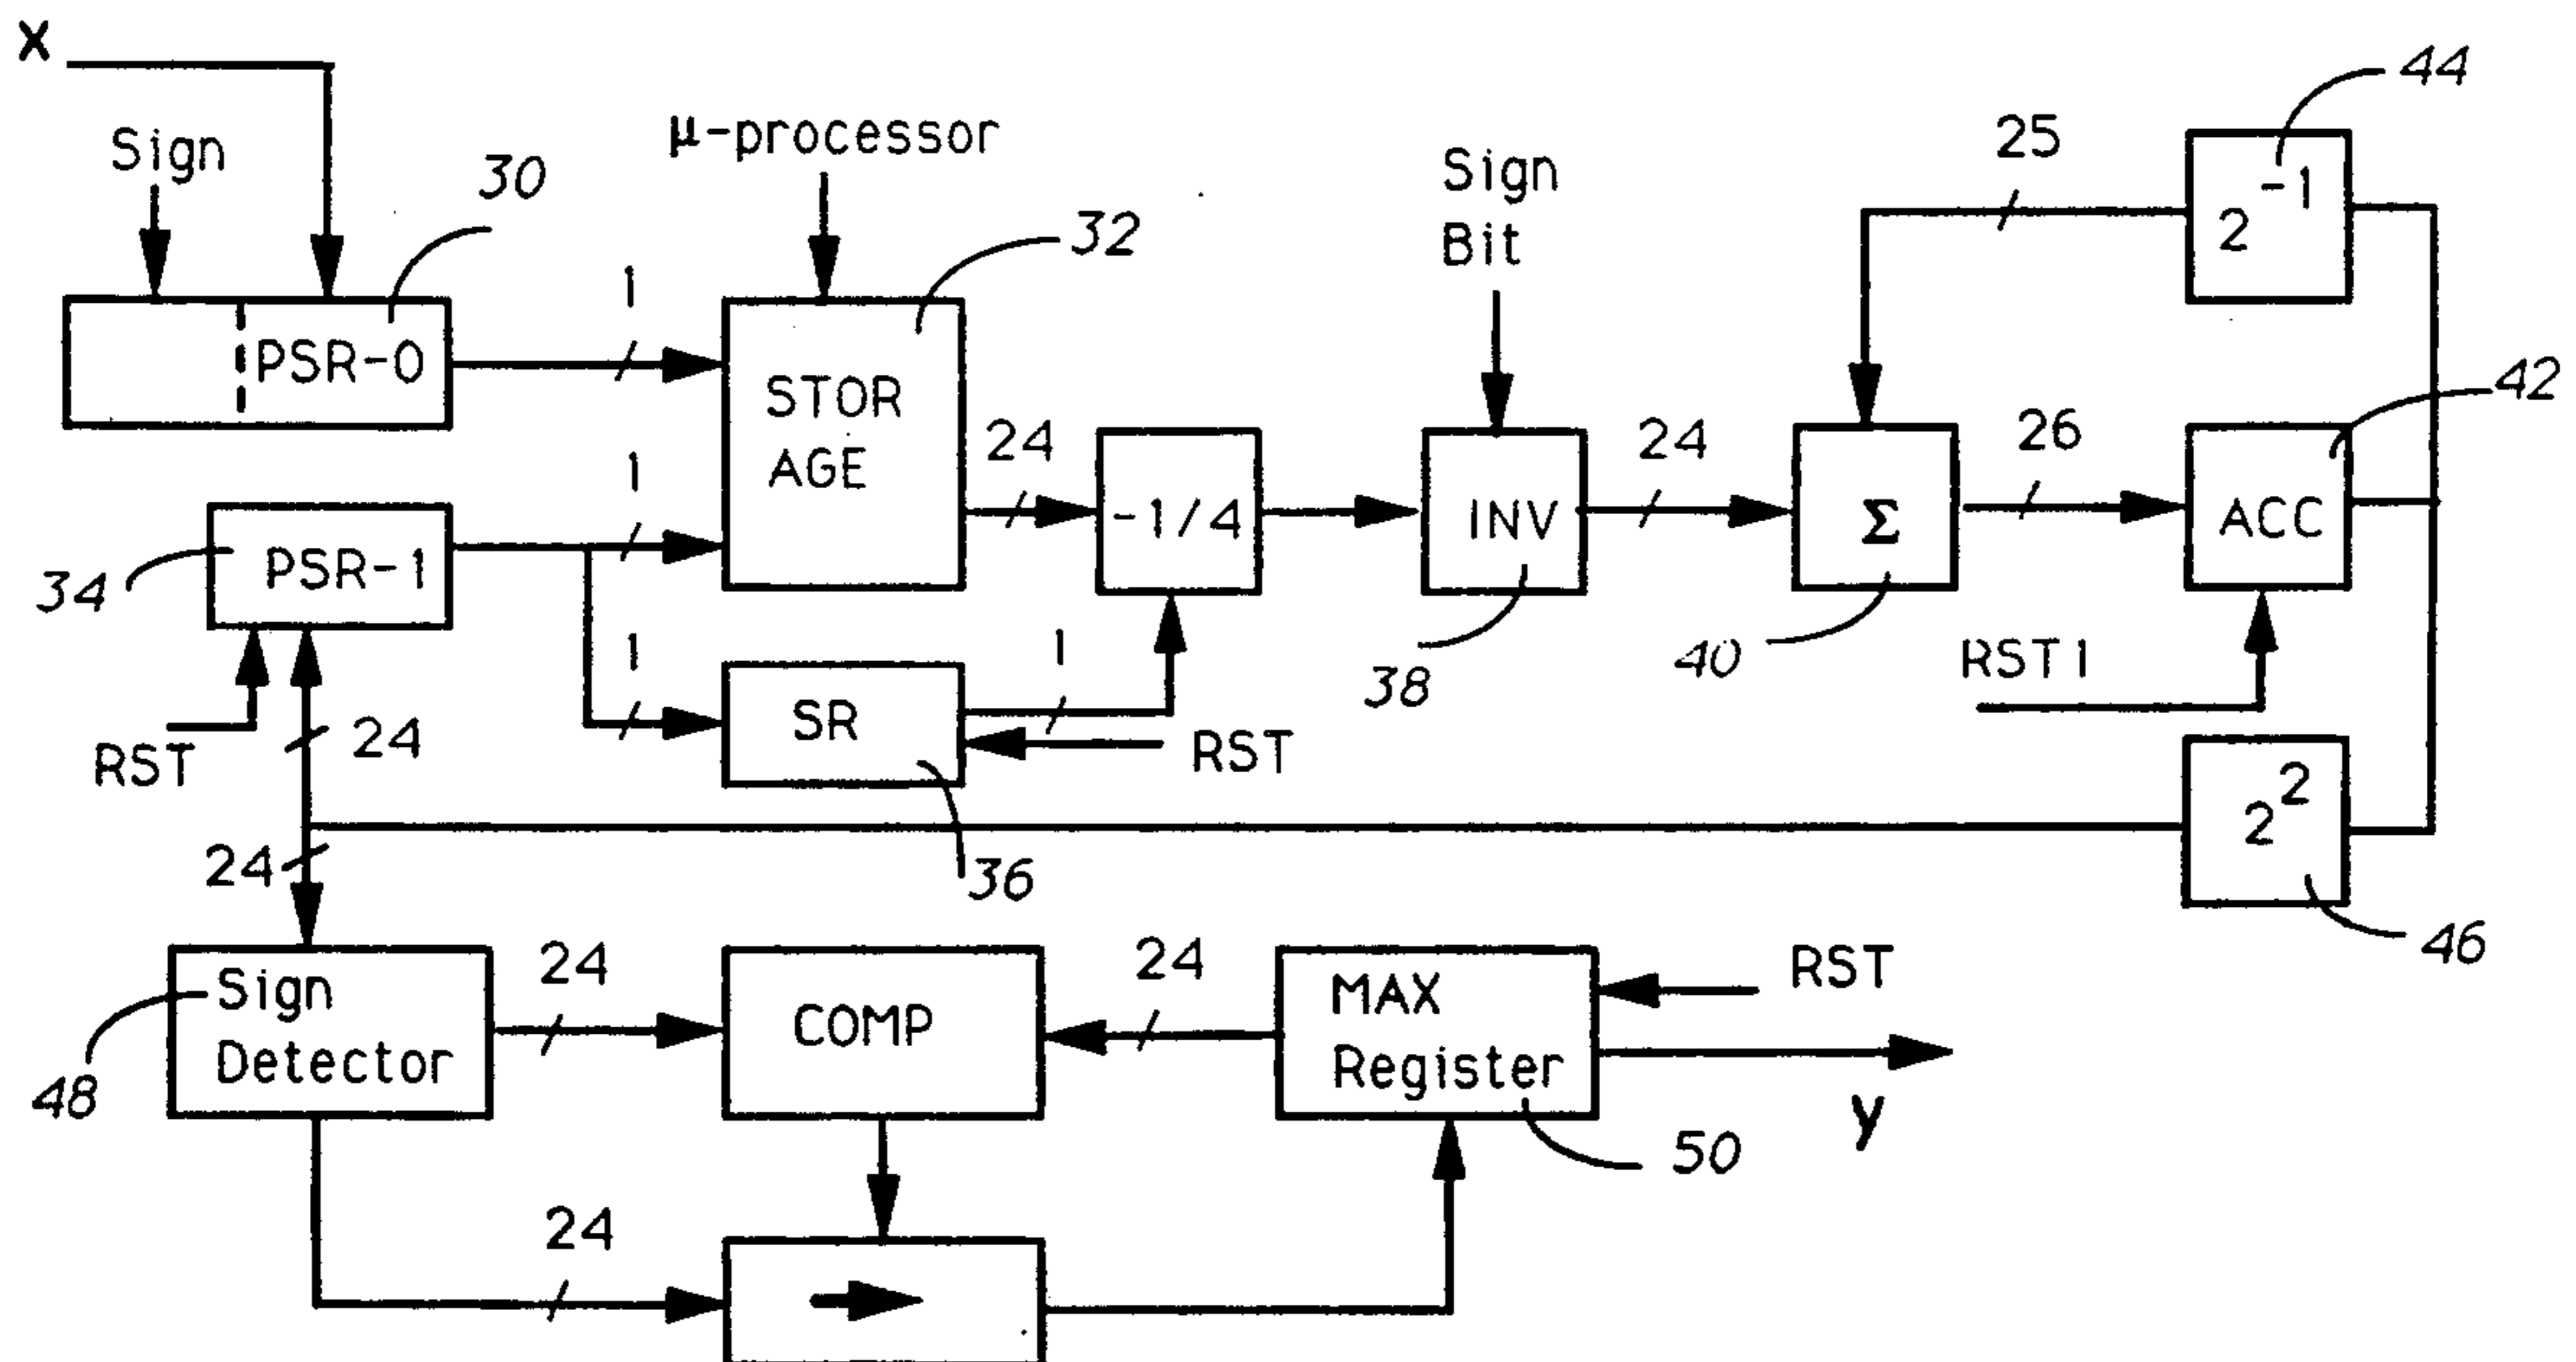 X
44
Sign
30
μ-processor
32
Sign
Bit
25
2^-1
1
PSR-0
STOR
AGE
42
1
24
-1/4
INV
24
Σ
26
ACC
34
PSR-1
1
SR
1
38
40
RST1
RST
24
RST
36
2^2
46
24
Sign
Detector
48
24
COMP
24
MAX
Register
RST
y
50
24